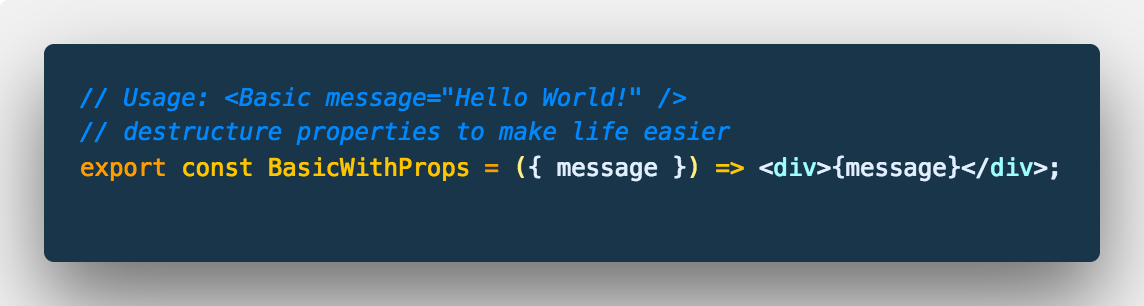 // Usage: <Basic message="Hello World!" />
// destructure properties to make life easier
export const BasicWithProps = ({ message }) => <div>{message}</div>;